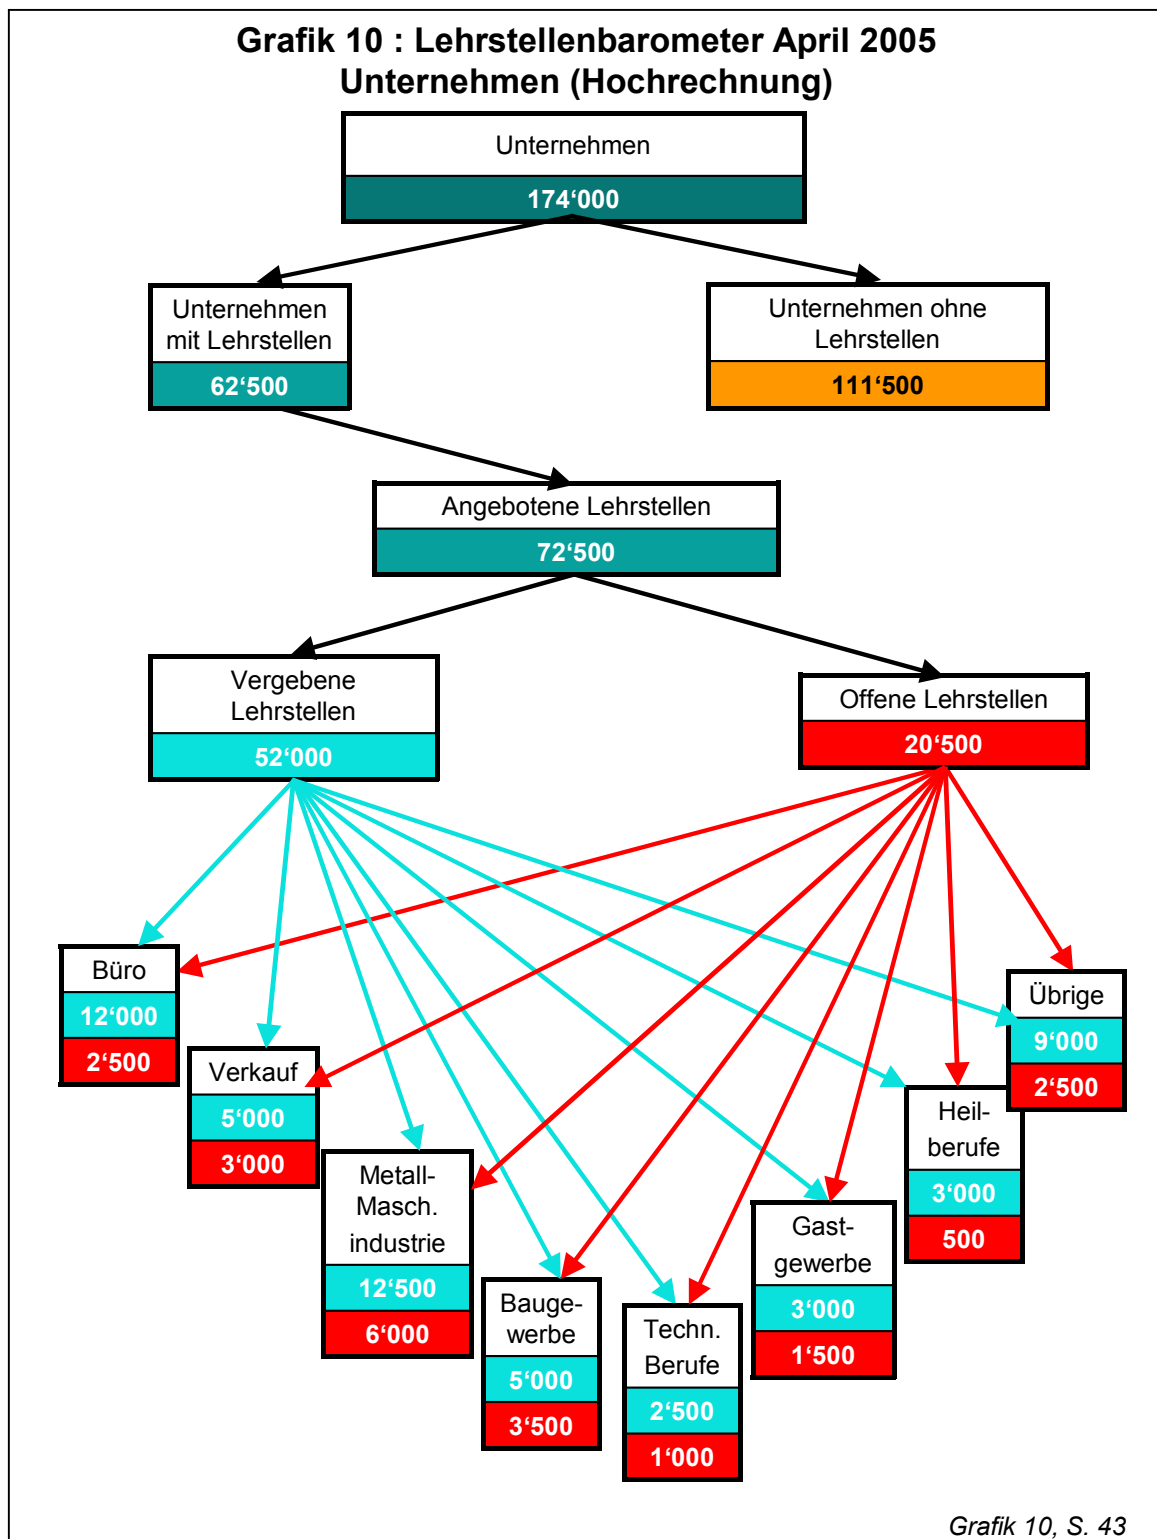 Grafik 10 : Lehrstellenbarometer April 2005
Unternehmen (Hochrechnung)
Unternehmen
174‘000
Unternehmen
mit Lehrstellen
62‘500
Unternehmen ohne
Lehrstellen
111‘500
Angebotene Lehrstellen
72‘500
Vergebene
Lehrstellen
52‘000
Offene Lehrstellen
20‘500
Büro
12‘000
2‘500
Verkauf
5‘000
3‘000
Metall-
Masch.
industrie
12‘500
6‘000
Bauge-
werbe
5‘000
3‘500
Techn.
Berufe
2‘500
1‘000
Gast-
gewerbe
3‘000
1‘500
Heil-
berufe
3‘000
500
Übrige
9‘000
2‘500
Grafik 10, S. 43